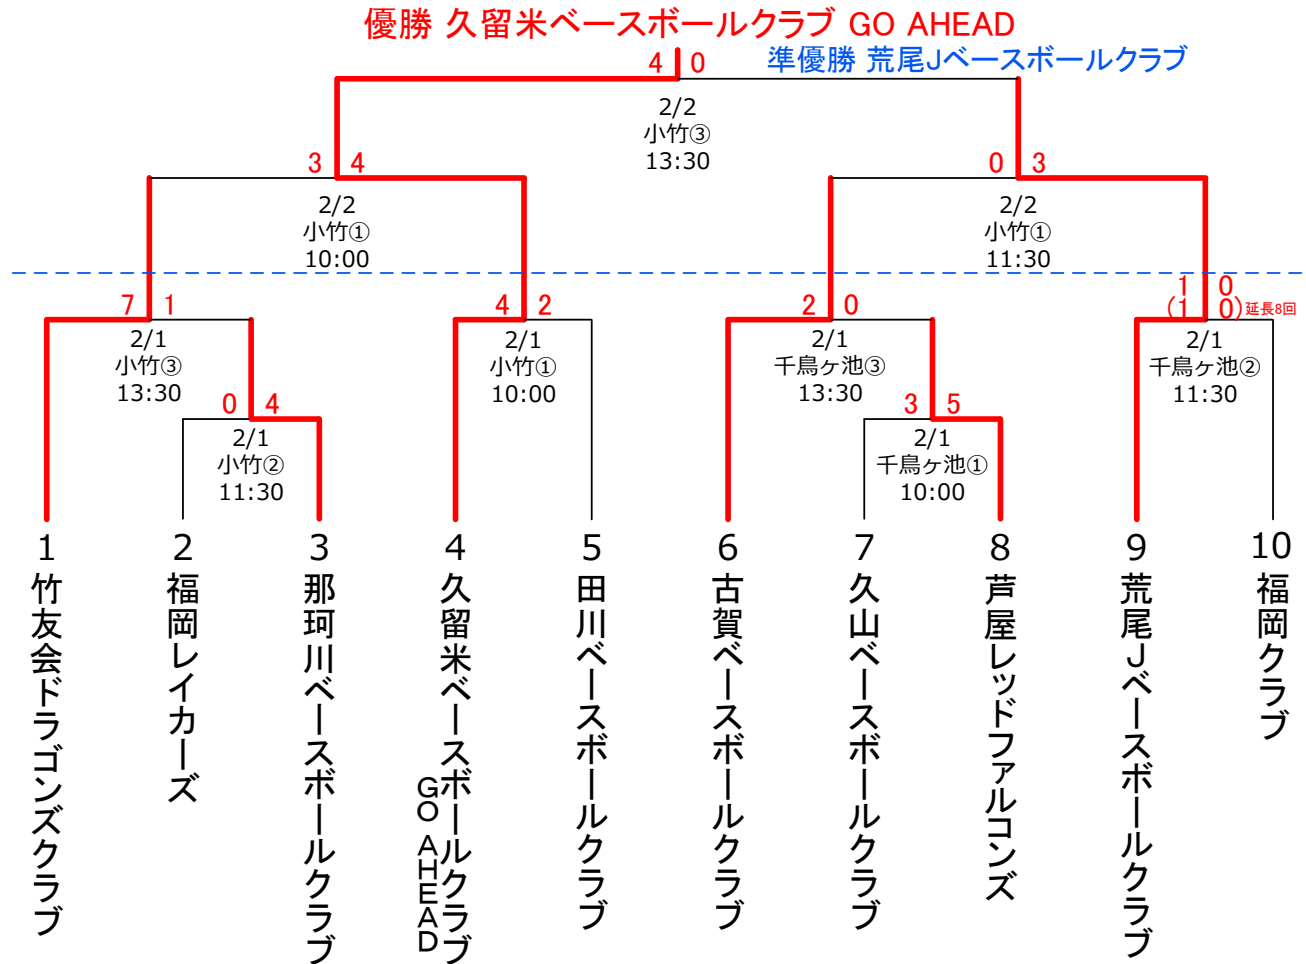 優勝 久留米ベースボールクラブ GO AHEAD
準優勝 荒尾Jベースボールクラブ
4 0
2/2
小竹③
13:30
3 4
2/2
小竹①
10:00
0 3
2/2
小竹①
11:30
7 1
2/1
小竹③
13:30
4 2
2/1
小竹①
10:00
2 0
2/1
千鳥ヶ池③
13:30
1 0
(1 0)延長8回
2/1
千鳥ヶ池②
11:30
0 4
2/1
小竹②
11:30
3 5
2/1
千鳥ヶ池①
10:00
1
竹友会ドラゴンズクラブ
2
福岡レイカーズ
3
那珂川ベースボールクラブ
4
久留米ベースボールクラブ
GO AHEAD
5
田川ベースボールクラブ
6
古賀ベースボールクラブ
7
久山ベースボールクラブ
8
芦屋レッドファルコンズ
9
荒尾Jベースボールクラブ
10
福岡クラブ